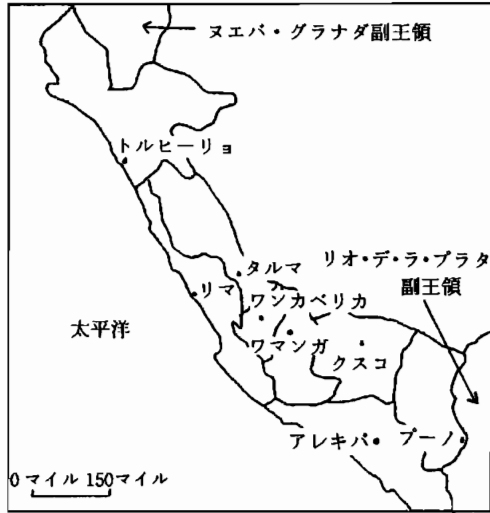 ヌエバ・グラナダ副王領
トルヒーリョ
リオ・デ・ラ・プラタ
副王領
タルマ
リマ
ワンカベリカ
太平洋
ワマンガ
クスコ
アレキパ
プーノ
0 マイル 150マイル